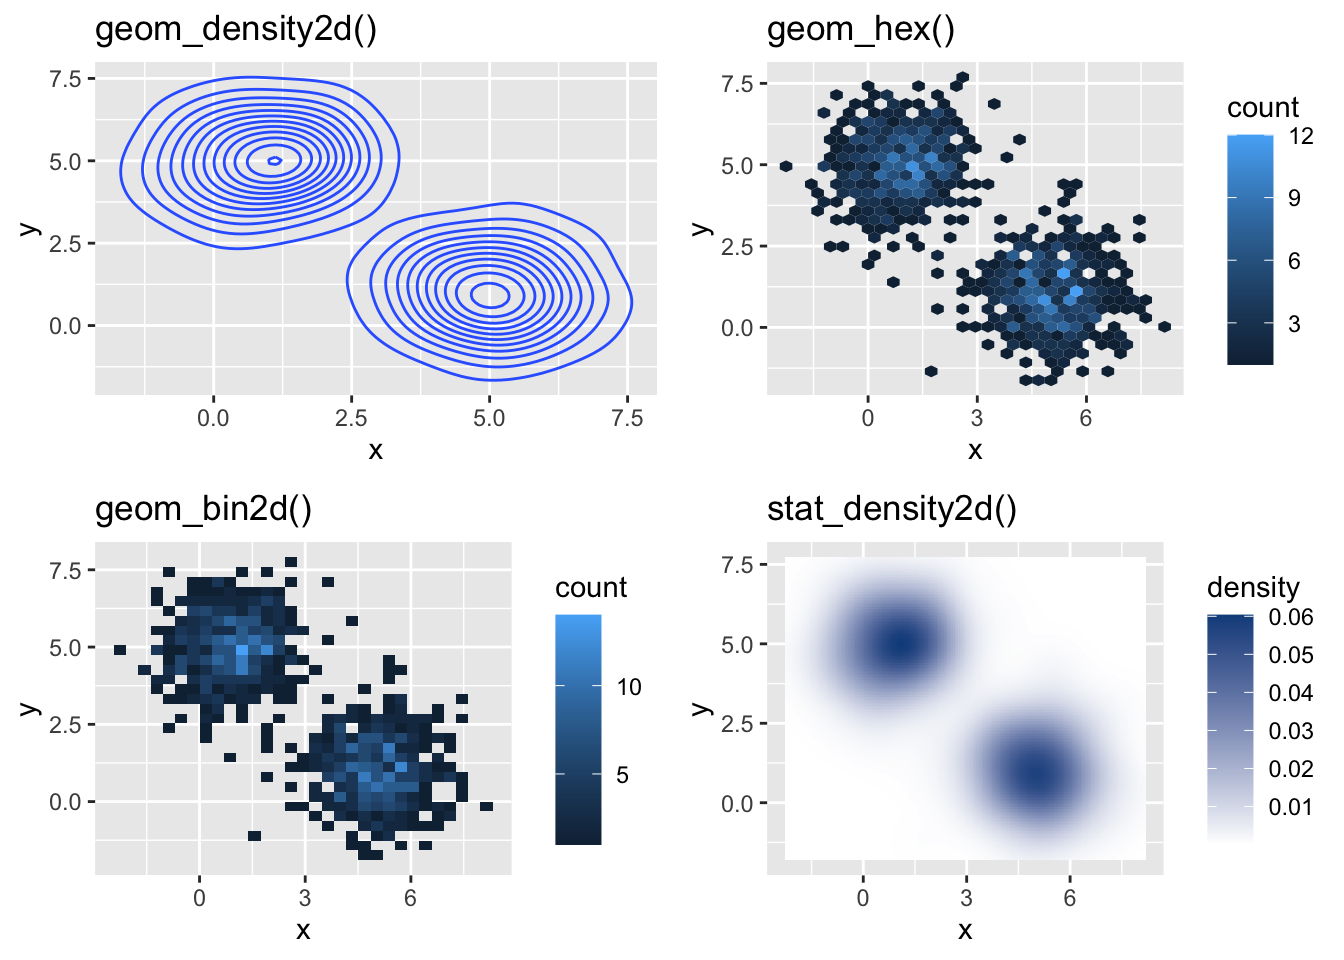 geom_density2d()
7.5
5.0
2.5
0.0
y
0.0 2.5 5.0 7.5
x
geom_hex()
7.5
5.0
2.5
0.0
y
0 3 6
x
count
12
9
6
3
geom_bin2d()
7.5
5.0
2.5
0.0
y
0 3 6
x
count
10
5
stat_density2d()
7.5
5.0
2.5
0.0
y
0 3 6
x
density
0.06
0.05
0.04
0.03
0.02
0.01